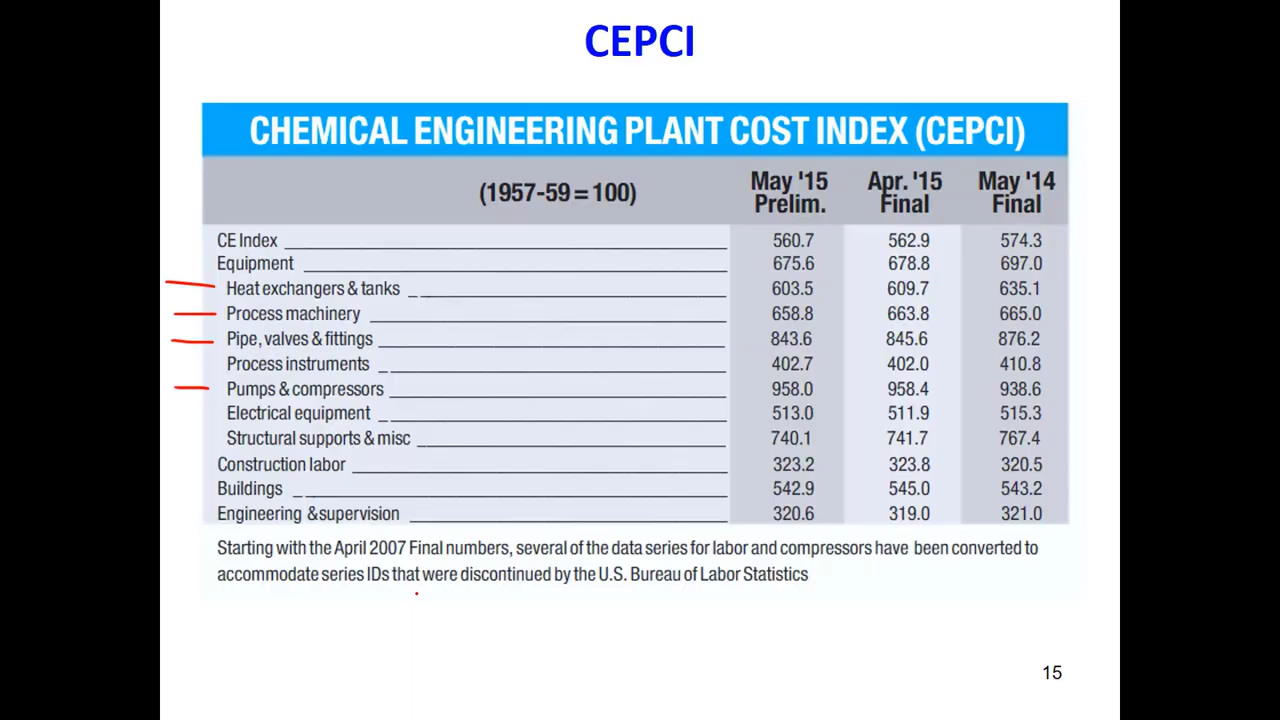 CEPCI
CHEMICAL ENGINEERING PLANT COST INDEX (CEPCI)
(1957-59 = 100) May '15 Prelim. Apr. '15 Final May '14 Final
CE Index 560.7 562.9 574.3
Equipment 675.6 678.8 697.0
Heat exchangers & tanks 603.5 609.7 635.1
Process machinery 658.8 663.8 665.0
Pipe, valves & fittings 843.6 845.6 876.2
Process instruments 402.7 402.0 410.8
Pumps & compressors 958.0 958.4 938.6
Electrical equipment 513.0 511.9 515.3
Structural supports & misc 740.1 741.7 767.4
Construction labor 323.2 323.8 320.5
Buildings 542.9 545.0 543.2
Engineering & supervision 320.6 319.0 321.0
Starting with the April 2007 Final numbers, several of the data series for labor and compressors have been converted to
accommodate series IDs that were discontinued by the U.S. Bureau of Labor Statistics
15